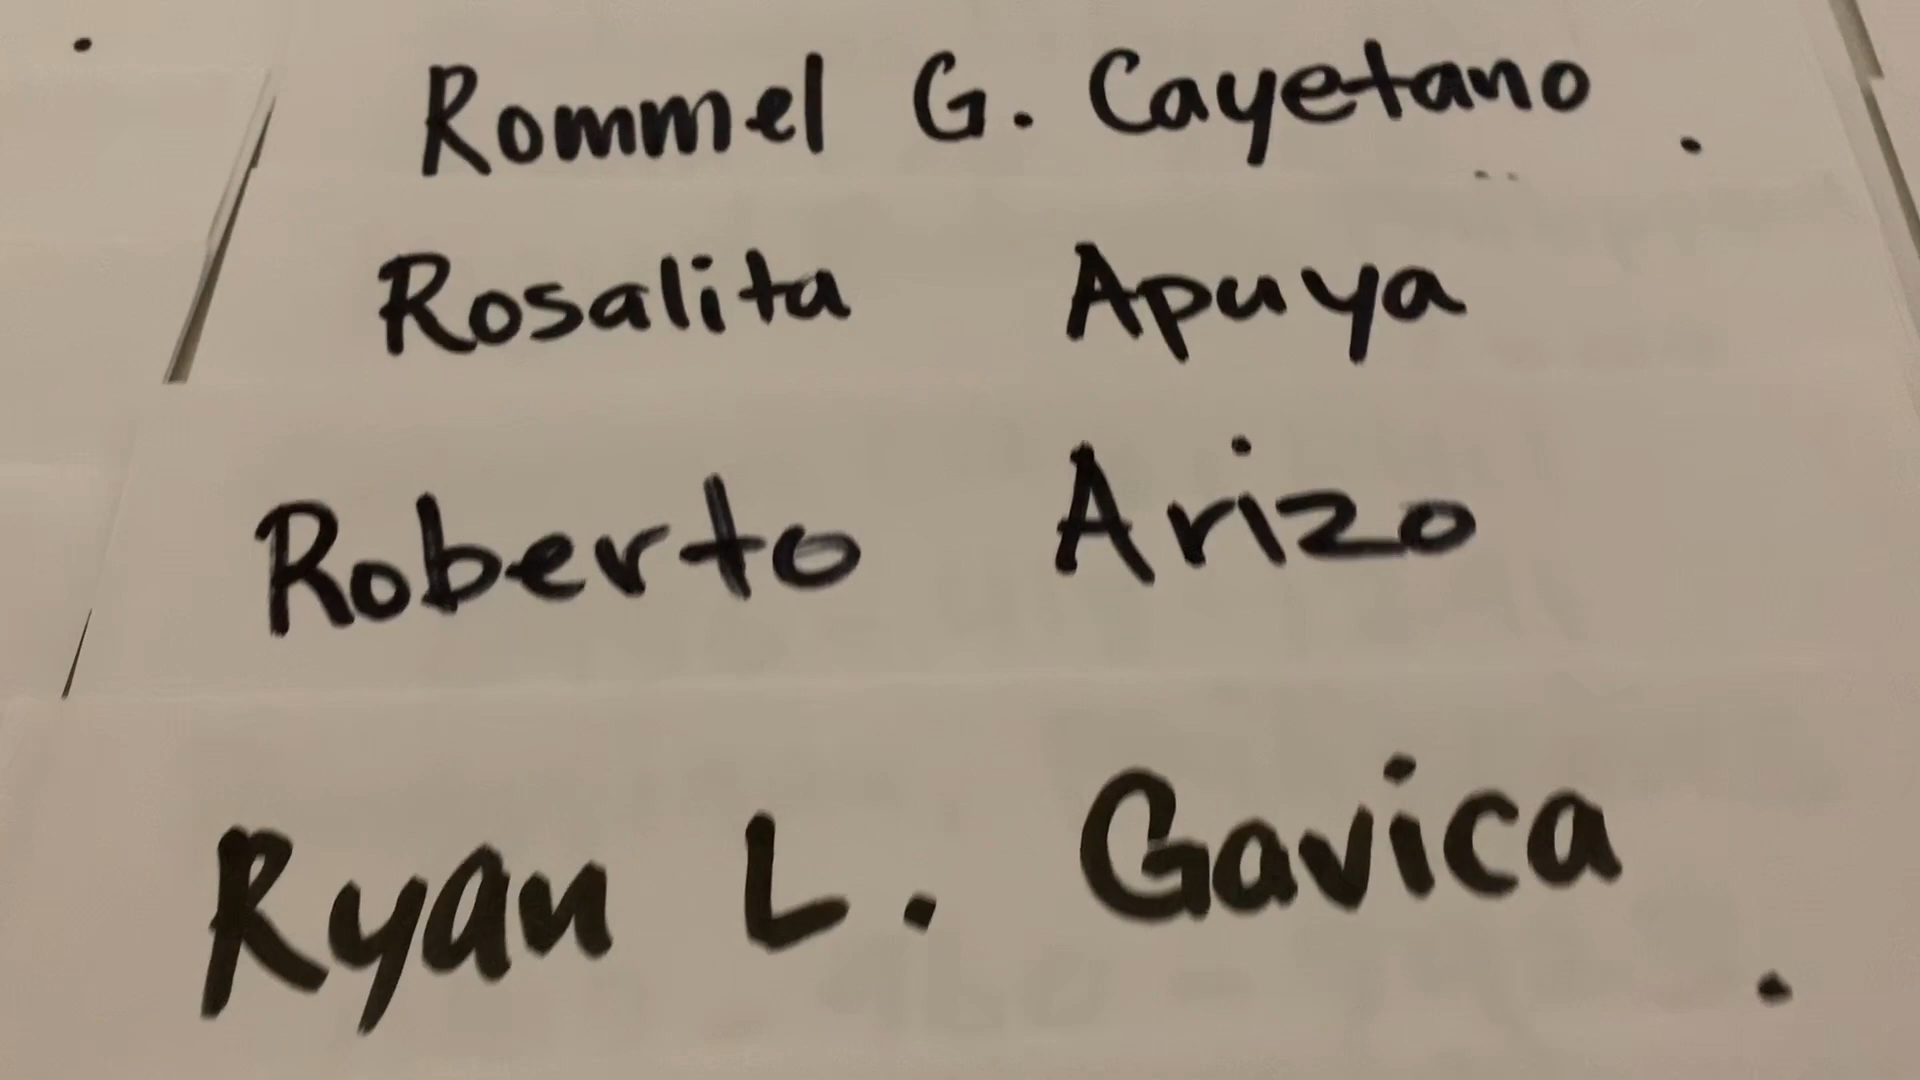 Rommel G. Cayetano
Rosalita Apuya
Roberto Arizo
Ryan L. Gavica